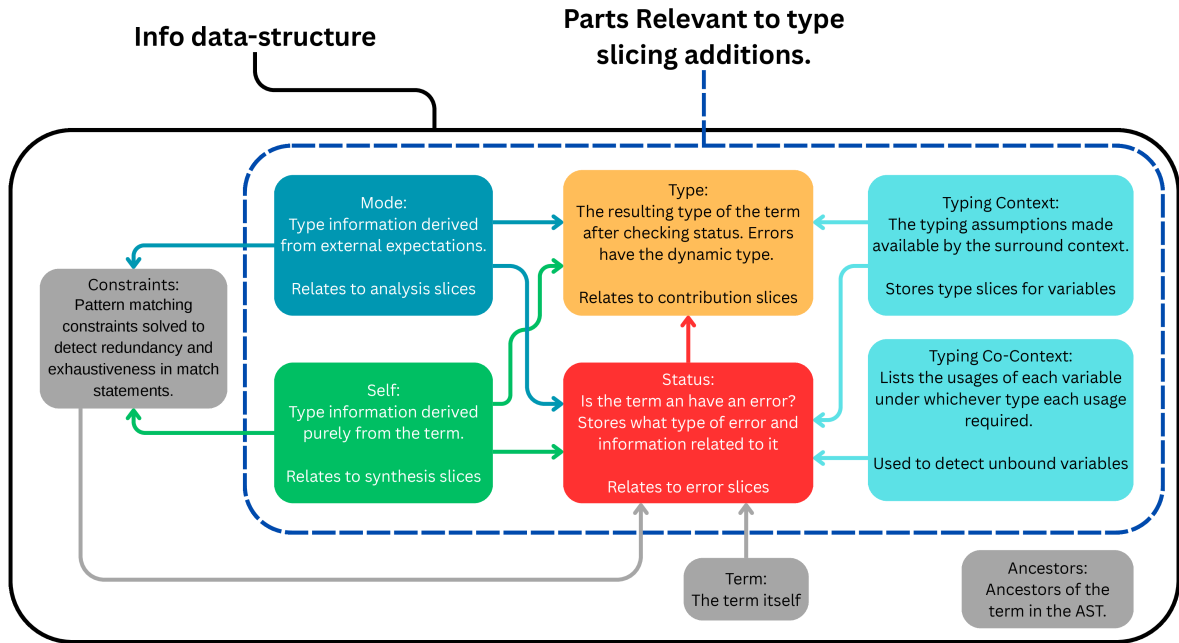 Info data-structure
Parts Relevant to type
slicing additions.
Mode:
Type information derived
from external expectations.
Relates to analysis slices
Type:
The resulting type of the term
after checking status. Errors
have the dynamic type.
Relates to contribution slices
Typing Context:
The typing assumptions made
available by the surround context.
Stores type slices for variables
Constraints:
Pattern matching
constraints solved to
detect redundancy and
exhaustiveness in match
statements.
Self:
Type information derived
purely from the term.
Relates to synthesis slices
Status:
Is the term an have an error?
Stores what type of error and
information related to it
Relates to error slices
Typing Co-Context:
Lists the usages of each variable
under whichever type each usage
required.
Used to detect unbound variables
Term:
The term itself
Ancestors:
Ancestors of the
term in the AST.